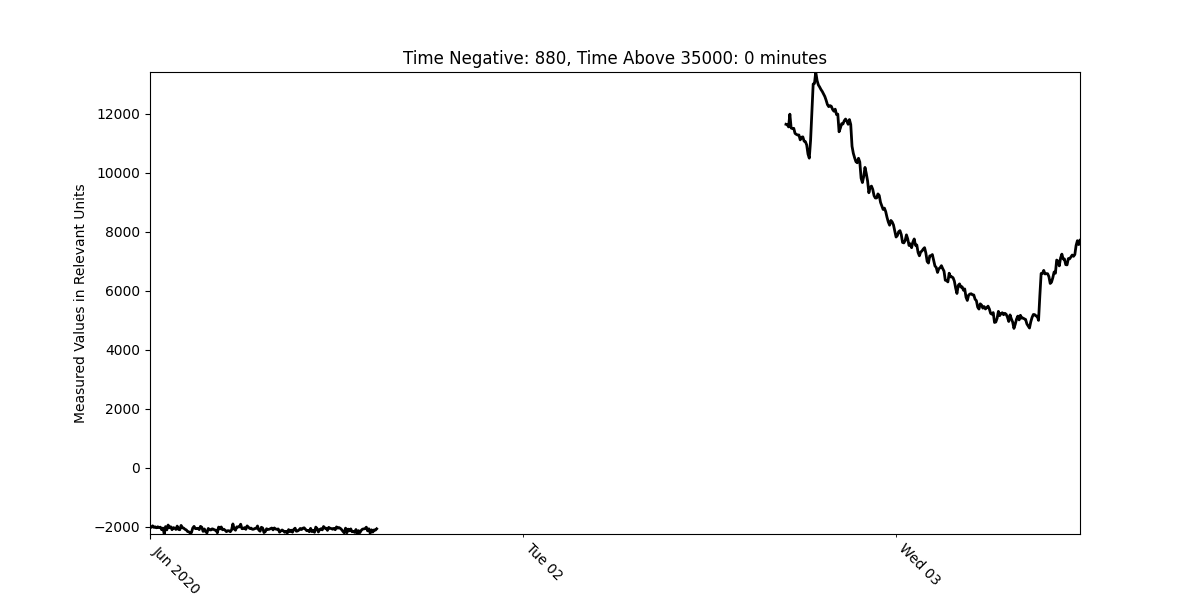 Time Negative: 880, Time Above 35000: 0 minutes
Measured Values in Relevant Units
12000
10000
8000
6000
4000
2000
0
−2000
Jun 2020
Tue 02
Wed 03